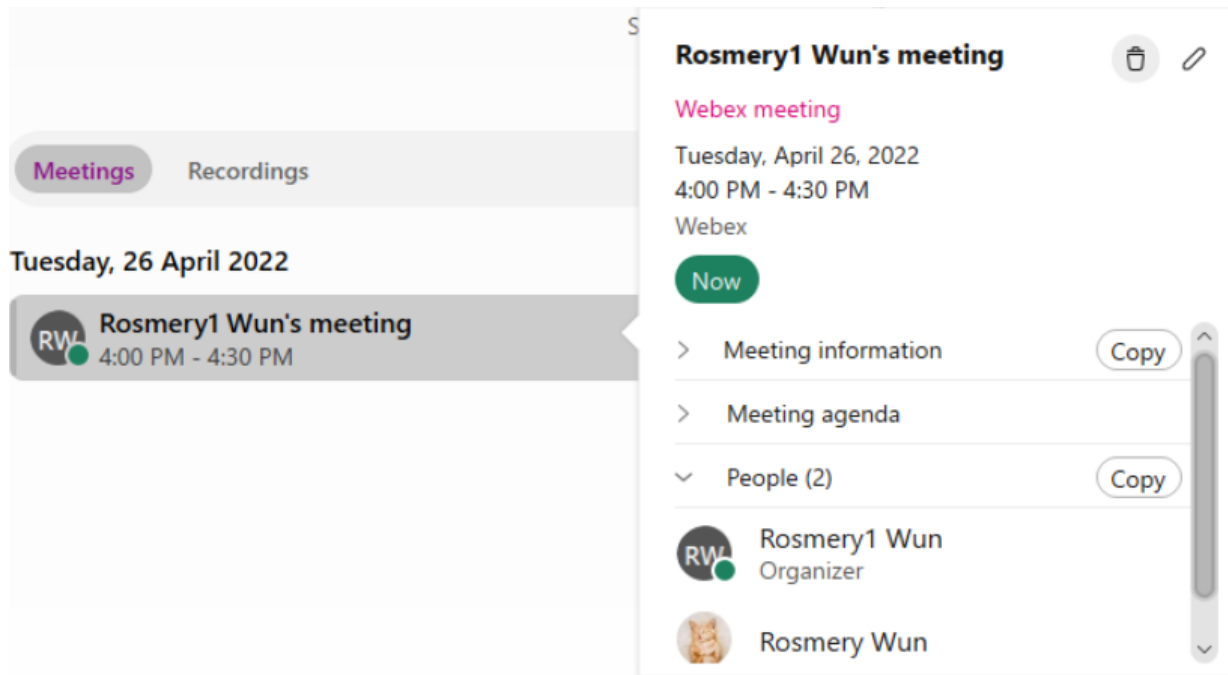 S
Meetings
Recordings
Tuesday, 26 April 2022
RW
Rosmery1 Wun's meeting
4:00 PM - 4:30 PM
Rosmery1 Wun's meeting
Webex meeting
Tuesday, April 26, 2022
4:00 PM - 4:30 PM
Webex
Now
Meeting information
Copy
Meeting agenda
People (2)
Copy
RW
Rosmery1 Wun
Organizer
Rosmery Wun